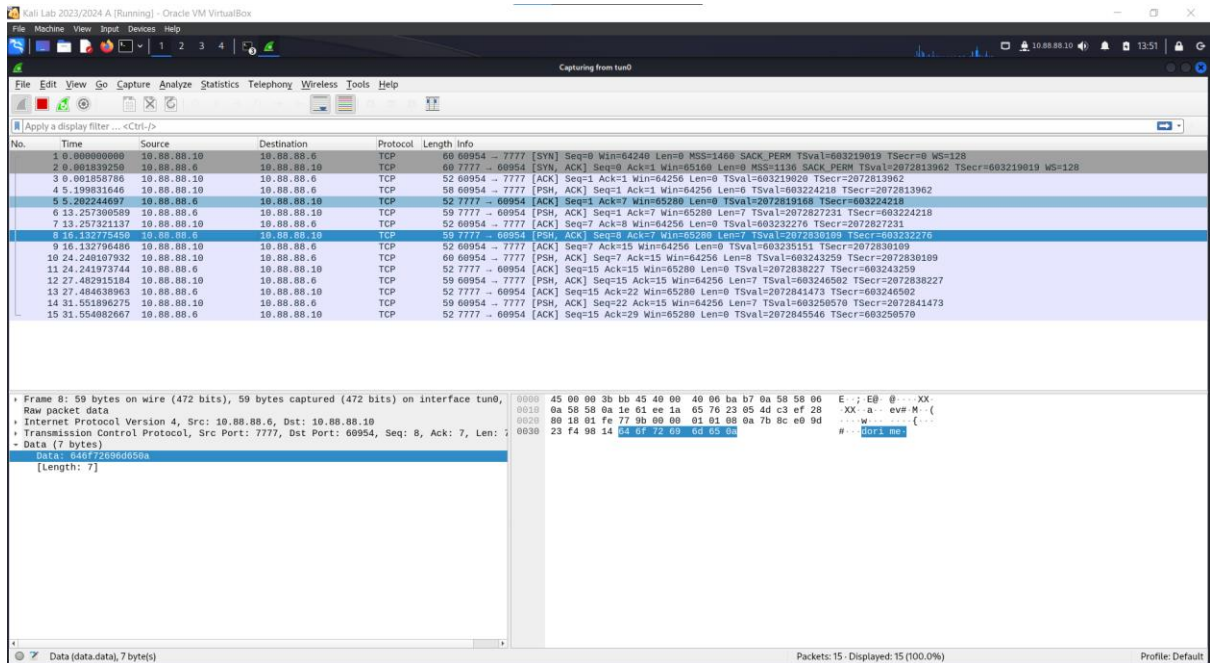 Kali Lab 2023/2024 A [Running] - Oracle VM VirtualBox
File Machine View Input Devices Help
1 2 3 4
10.88.88.10
13:51
Capturing from tun0
File Edit View Go Capture Analyze Statistics Telephony Wireless Tools Help
Apply a display filter ... <Ctrl-/>
No. Time Source Destination Protocol Length Info
1 0.000000000 10.88.88.10 10.88.88.6 TCP 60 60954 → 7777 [SYN] Seq=0 Win=64240 Len=0 MSS=1460 SACK_PERM TSval=603219019 TSecr=0 WS=128
2 0.001839250 10.88.88.6 10.88.88.10 TCP 60 7777 → 60954 [SYN, ACK] Seq=0 Ack=1 Win=65160 Len=0 MSS=1136 SACK_PERM TSval=2072813962 TSecr=603219019 WS=128
3 0.001858786 10.88.88.10 10.88.88.6 TCP 52 60954 → 7777 [ACK] Seq=1 Ack=1 Win=64256 Len=0 TSval=603219020 TSecr=2072813962
4 5.199831646 10.88.88.10 10.88.88.6 TCP 58 60954 → 7777 [PSH, ACK] Seq=1 Ack=1 Win=64256 Len=6 TSval=603224218 TSecr=2072813962
5 5.202244697 10.88.88.6 10.88.88.10 TCP 52 7777 → 60954 [ACK] Seq=1 Ack=7 Win=65280 Len=0 TSval=2072819168 TSecr=603224218
6 13.257300589 10.88.88.6 10.88.88.10 TCP 59 7777 → 60954 [PSH, ACK] Seq=1 Ack=7 Win=65280 Len=7 TSval=2072827231 TSecr=603224218
7 13.257321137 10.88.88.10 10.88.88.6 TCP 52 60954 → 7777 [ACK] Seq=7 Ack=8 Win=64256 Len=0 TSval=603232276 TSecr=2072827231
8 16.132775450 10.88.88.6 10.88.88.10 TCP 59 7777 → 60954 [PSH, ACK] Seq=8 Ack=7 Win=65280 Len=7 TSval=2072830109 TSecr=603232276
9 16.132796486 10.88.88.10 10.88.88.6 TCP 52 60954 → 7777 [ACK] Seq=7 Ack=15 Win=64256 Len=0 TSval=603235151 TSecr=2072830109
10 24.240107932 10.88.88.10 10.88.88.6 TCP 60 60954 → 7777 [PSH, ACK] Seq=7 Ack=15 Win=64256 Len=8 TSval=603243259 TSecr=2072830109
11 24.241973744 10.88.88.6 10.88.88.10 TCP 52 7777 → 60954 [ACK] Seq=15 Ack=15 Win=65280 Len=0 TSval=2072838227 TSecr=603243259
12 27.482915184 10.88.88.10 10.88.88.6 TCP 59 60954 → 7777 [PSH, ACK] Seq=15 Ack=15 Win=64256 Len=7 TSval=603246502 TSecr=2072838227
13 27.484638963 10.88.88.6 10.88.88.10 TCP 52 7777 → 60954 [ACK] Seq=15 Ack=22 Win=65280 Len=0 TSval=2072841473 TSecr=603246502
14 31.551896275 10.88.88.10 10.88.88.6 TCP 59 60954 → 7777 [PSH, ACK] Seq=22 Ack=15 Win=64256 Len=7 TSval=603250570 TSecr=2072841473
15 31.554082667 10.88.88.6 10.88.88.10 TCP 52 7777 → 60954 [ACK] Seq=15 Ack=29 Win=65280 Len=0 TSval=2072845546 TSecr=603250570
Frame 8: 59 bytes on wire (472 bits), 59 bytes captured (472 bits) on interface tun0,
Raw packet data
Internet Protocol Version 4, Src: 10.88.88.6, Dst: 10.88.88.10
Transmission Control Protocol, Src Port: 7777, Dst Port: 60954, Seq: 8, Ack: 7, Len: 7
Data (7 bytes)
Data: 646f72696d650a
[Length: 7]
0000 45 00 00 3b bb 45 40 00 40 06 ba b7 0a 58 58 06 E··;·E@· @····XX·
0010 0a 58 58 0a 1e 61 ee 1a 65 76 23 05 4d c3 ef 28 ·XX··a·· ev#·M··(
0020 80 18 01 fe 77 9b 00 00 01 01 08 0a 7b 8c e0 9d ····w··· ····{···
0030 23 f4 98 14 64 6f 72 69 6d 65 0a #···dori me·
Data (data.data), 7 byte(s)
Packets: 15 · Displayed: 15 (100.0%)
Profile: Default